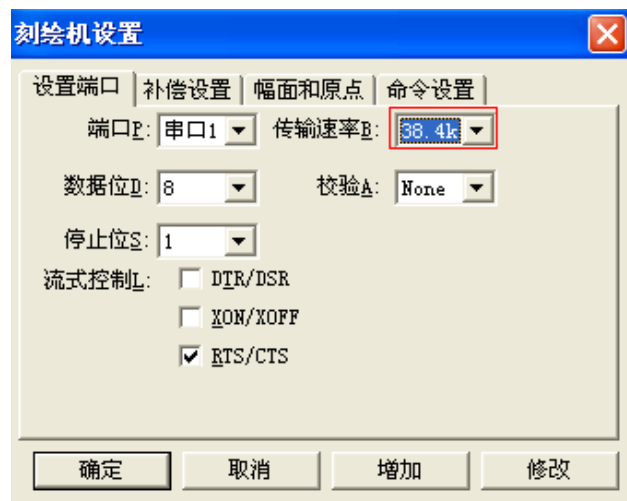 刻绘机设置
设置端口 补偿设置 幅面和原点 命令设置
端口P: 串口1 传输速率B: 38.4k
数据位D: 8 校验A: None
停止位S: 1
流式控制L: DTR/DSR
XON/XOFF
RTS/CTS
确定 取消 增加 修改